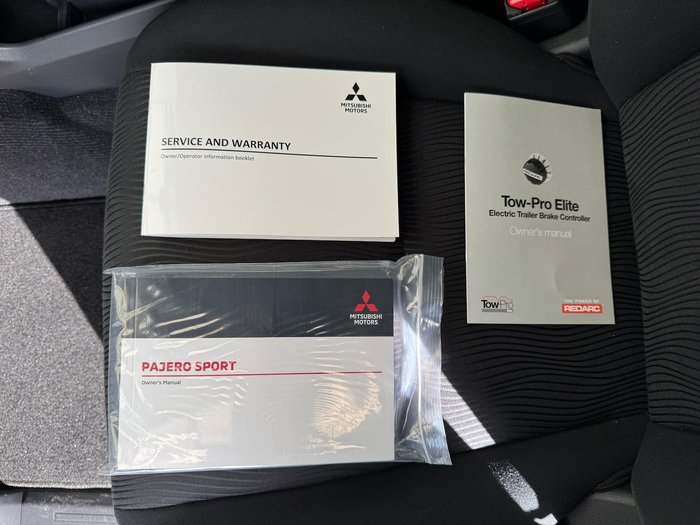 MITSUBISHI
MOTORS
SERVICE AND WARRANTY
Owner/Operator Information booklet
Tow-Pro Elite
Electric Trailer Brake Controller
Owner's manual
TowPro
THE POWER OF
REDARC
MITSUBISHI
MOTORS
PAJERO SPORT
Owner's Manual